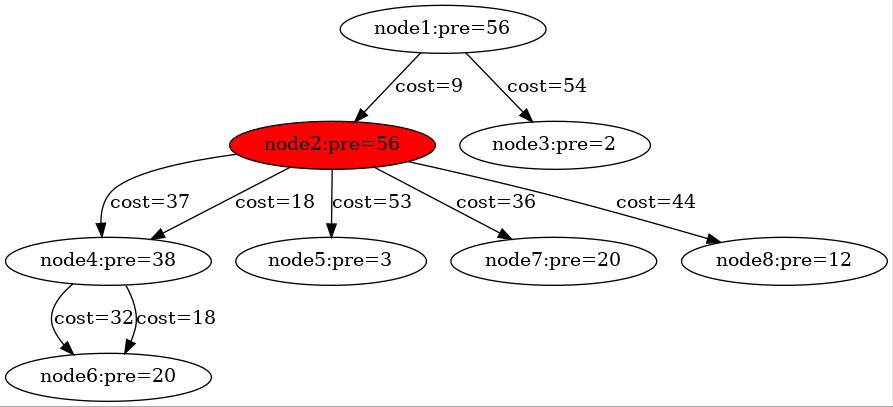 node1:pre=56
cost=9
cost=54
node2:pre=56
node3:pre=2
cost=37
cost=18
cost=53
cost=36
cost=44
node4:pre=38
node5:pre=3
node7:pre=20
node8:pre=12
cost=32
cost=18
node6:pre=20